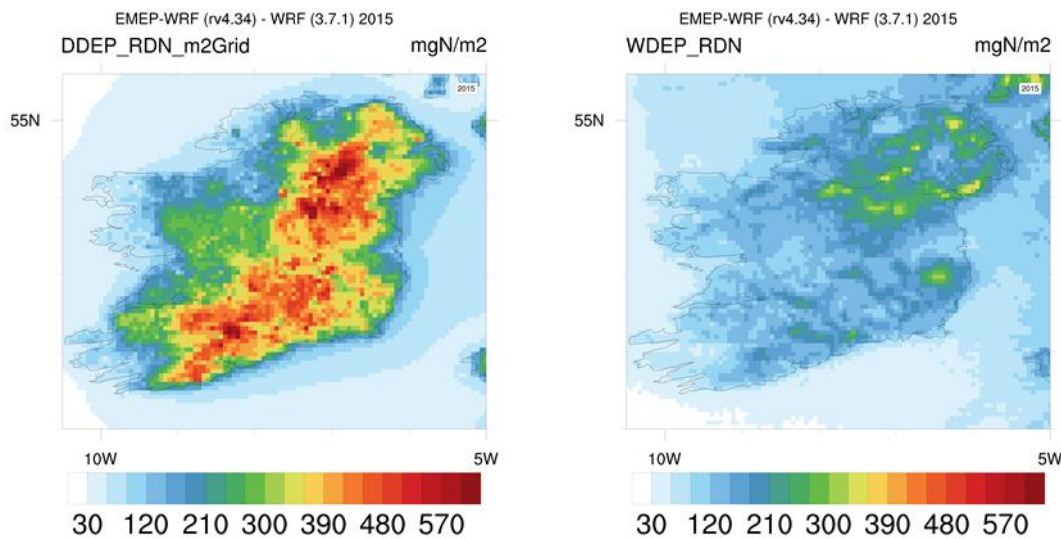 EMEP-WRF (rv4.34) - WRF (3.7.1) 2015
DDEP_RDN_m2Grid mgN/m2
2015
55N
10W 5W
30 120 210 300 390 480 570
EMEP-WRF (rv4.34) - WRF (3.7.1) 2015
WDEP_RDN mgN/m2
2015
55N
10W 5W
30 120 210 300 390 480 570